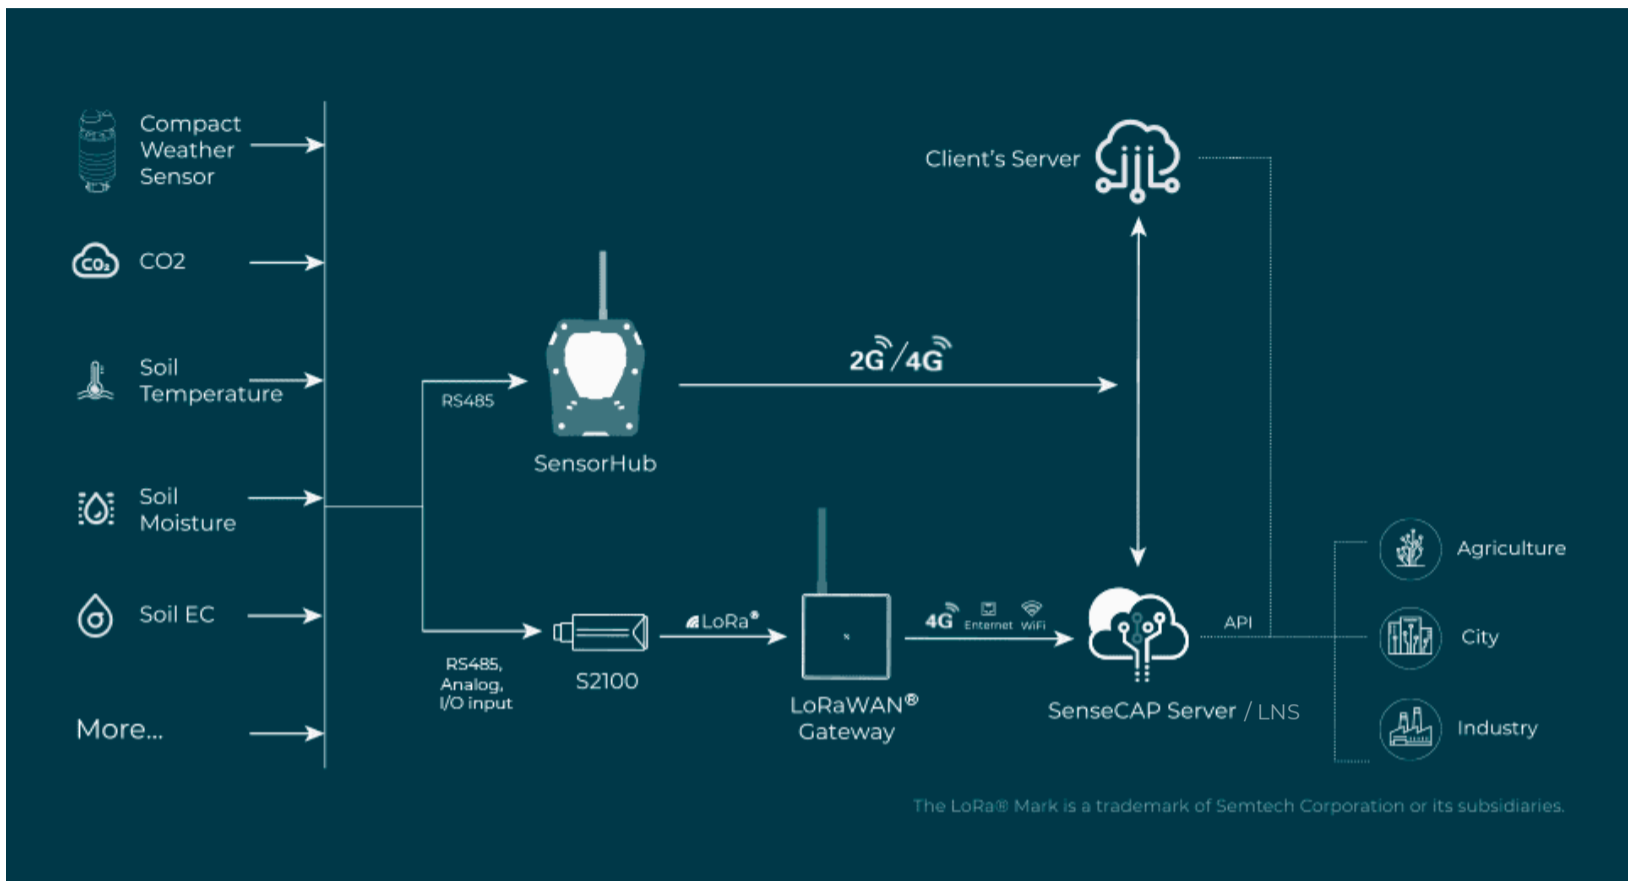 Compact
Weather
Sensor
CO₂
CO2
Soil
Temperature
Soil
Moisture
Soil EC
More...
RS485
SensorHub
2G/4G
Client's Server
RS485,
Analog,
I/O input
S2100
LoRa®
LoRaWAN®
Gateway
4G
Enternet
WiFi
SenseCAP Server / LNS
API
Agriculture
City
Industry
The LoRa® Mark is a trademark of Semtech Corporation or its subsidiaries.